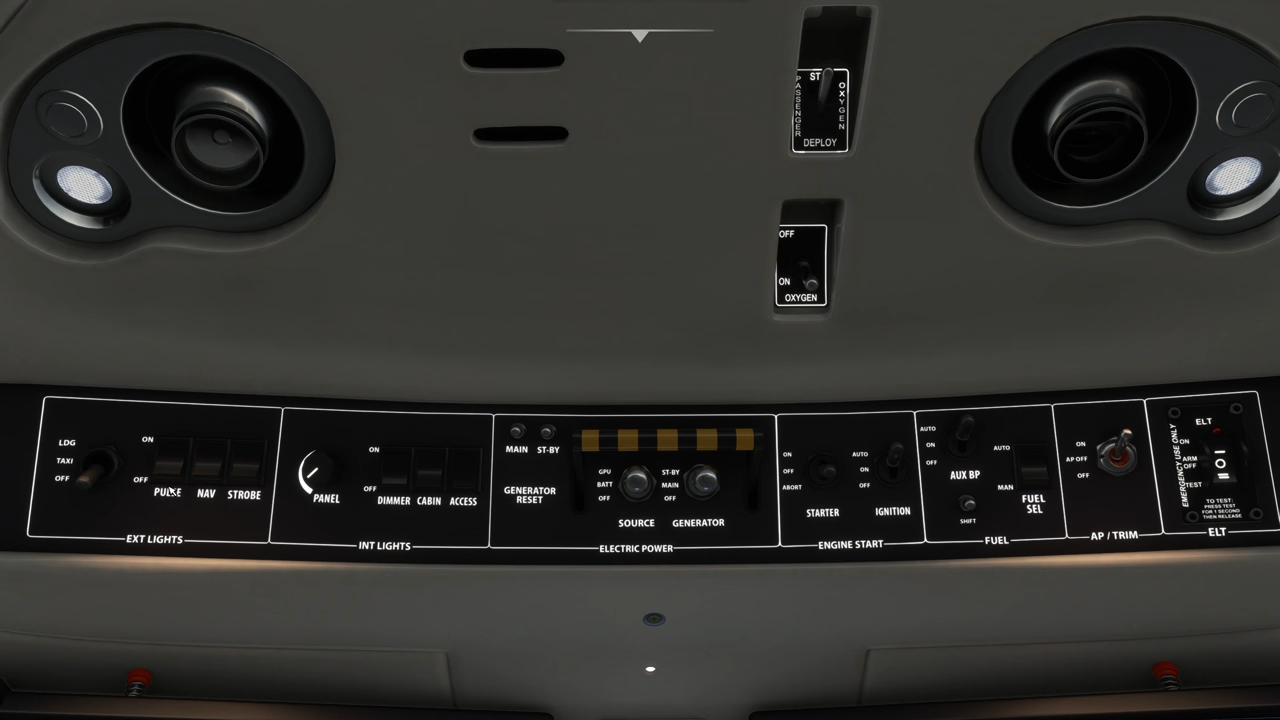 ST
PASSENGER
OXYGEN
DEPLOY
OFF
ON
OXYGEN
LDG
TAXI
OFF
ON
OFF
PULSE
NAV
STROBE
EXT LIGHTS
PANEL
ON
OFF
DIMMER
CABIN
ACCESS
INT LIGHTS
MAIN
ST-BY
GENERATOR
RESET
GPU
BATT
OFF
SOURCE
ST-BY
MAIN
OFF
GENERATOR
ELECTRIC POWER
ON
OFF
ABORT
STARTER
AUTO
ON
OFF
IGNITION
ENGINE START
AUTO
ON
OFF
AUX BP
SHIFT
AUTO
MAN
FUEL
SEL
FUEL
ON
AP OFF
OFF
AP / TRIM
ELT
EMERGENCY USE ONLY
ON
ARM
OFF
TEST
TO TEST:
PRESS TEST
FOR 1 SECOND
THEN RELEASE
ELT